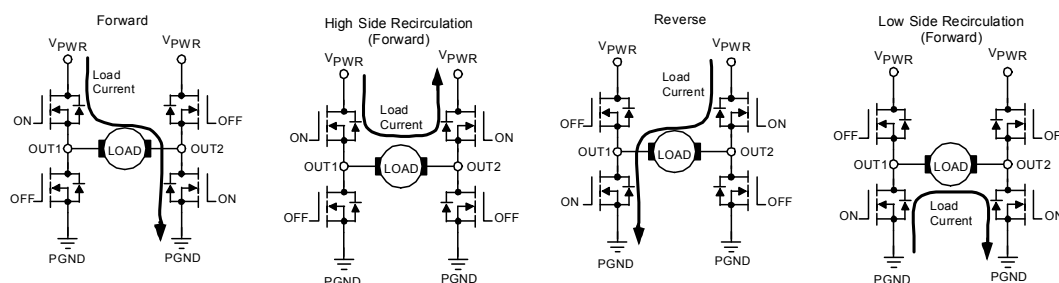 Forward
VPWR
VPWR
Load
Current
ON
OFF
OUT1
LOAD
OUT2
OFF
ON
PGND
PGND
High Side Recirculation
(Forward)
VPWR
VPWR
Load
Current
ON
ON
OUT1
LOAD
OUT2
OFF
OFF
PGND
PGND
Reverse
VPWR
VPWR
Load
Current
OFF
ON
OUT1
LOAD
OUT2
ON
OFF
PGND
PGND
Low Side Recirculation
(Forward)
VPWR
VPWR
OFF
OUT1
LOAD
OUT2
ON
Load
Current
ON
PGND
PGND